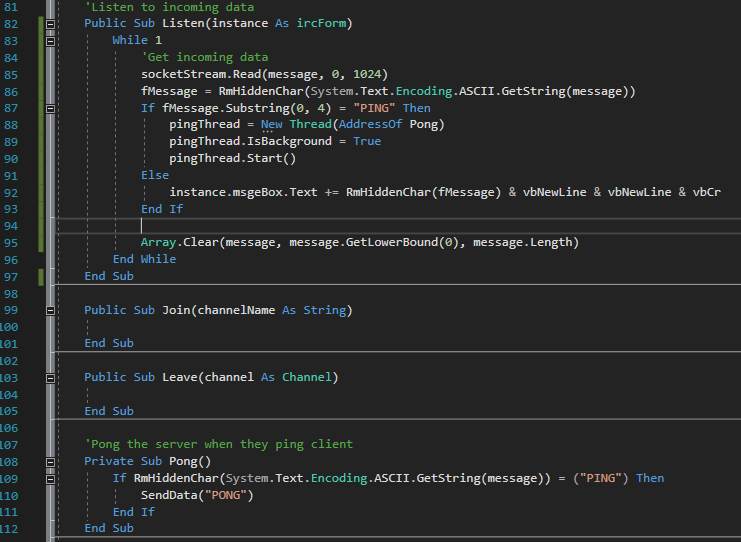 81 'Listen to incoming data
82 Public Sub Listen(instance As ircForm)
83 While 1
84 'Get incoming data
85 socketStream.Read(message, 0, 1024)
86 fMessage = RmHiddenChar(System.Text.Encoding.ASCII.GetString(message))
87 If fMessage.Substring(0, 4) = "PING" Then
88 pingThread = New Thread(AddressOf Pong)
89 pingThread.IsBackground = True
90 pingThread.Start()
91 Else
92 instance.msgeBox.Text += RmHiddenChar(fMessage) & vbNewLine & vbNewLine & vbCr
93 End If
94
95 Array.Clear(message, message.GetLowerBound(0), message.Length)
96 End While
97 End Sub
98
99 Public Sub Join(channelName As String)
100
101 End Sub
102
103 Public Sub Leave(channel As Channel)
104
105 End Sub
106
107 'Pong the server when they ping client
108 Private Sub Pong()
109 If RmHiddenChar(System.Text.Encoding.ASCII.GetString(message)) = ("PING") Then
110 SendData("PONG")
111 End If
112 End Sub